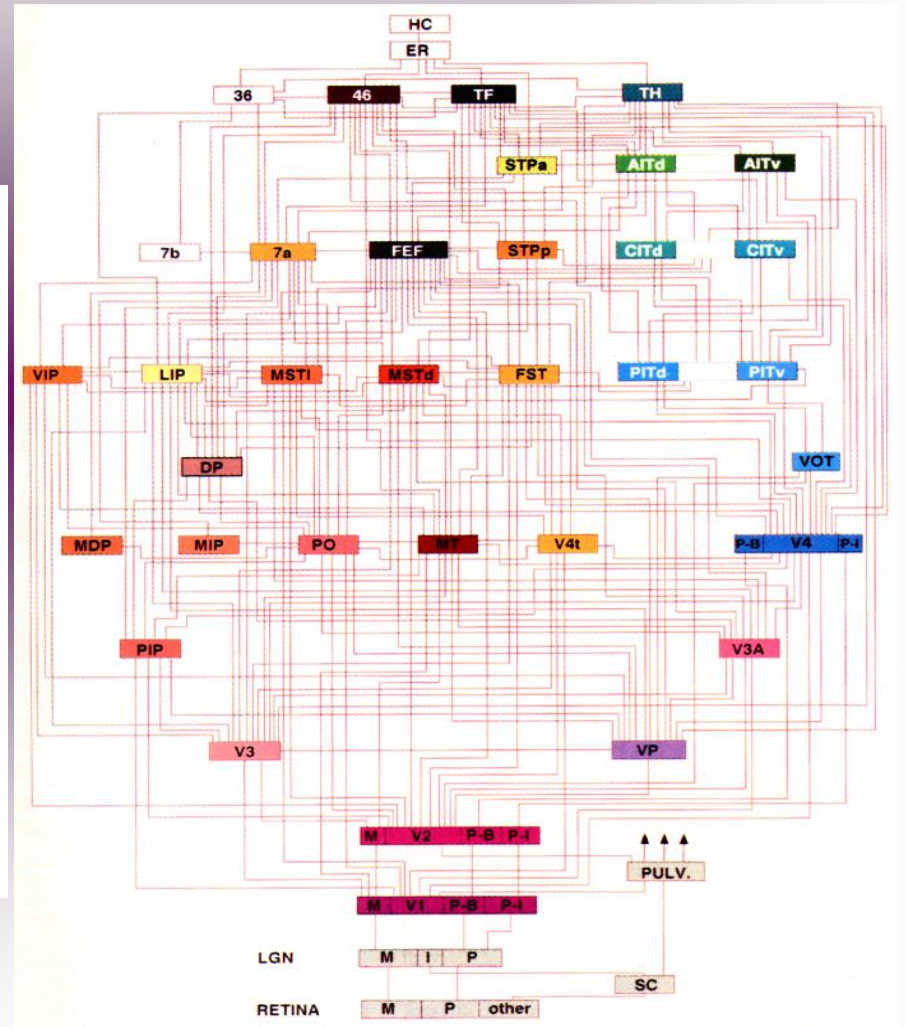 HC
ER
36 46 TF TH
STPa AITd AITv
7b 7a FEF STPp CITd CITv
VIP LIP MSTl MSTd FST PITd PITv
DP VOT
MDP MIP PO MT V4t P-B V4 P-I
PIP V3A
V3 VP
M V2 P-B P-I
PULV.
M V1 P-B P-I
LGN M I P
SC
RETINA M P other